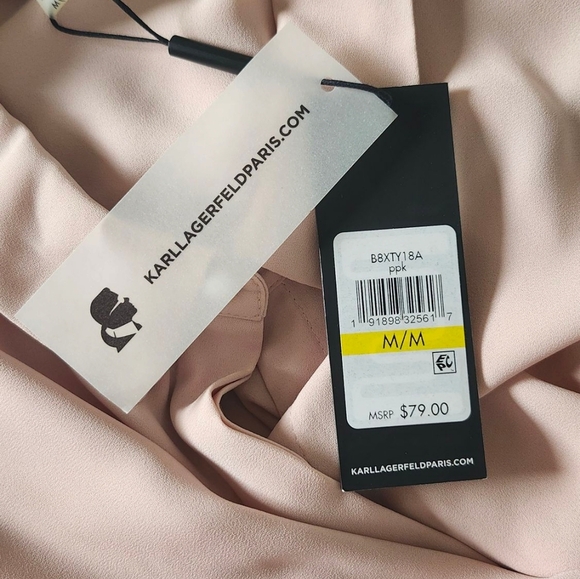 KARLLAGERFELDPARIS.COM
B8XTY18A
ppk
1 91898 32561 7
M/M
MSRP $79.00
KARLLAGERFELDPARIS.COM